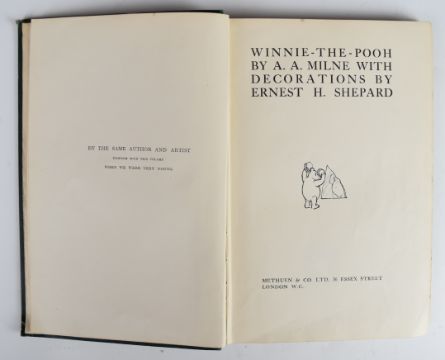 BY THE SAME AUTHOR AND ARTIST
WHEN WE WERE VERY YOUNG
WINNIE-THE-POOH
BY A. A. MILNE WITH
DECORATIONS BY
ERNEST H. SHEPARD
METHUEN & CO. LTD. 36 ESSEX STREET
LONDON W.C.